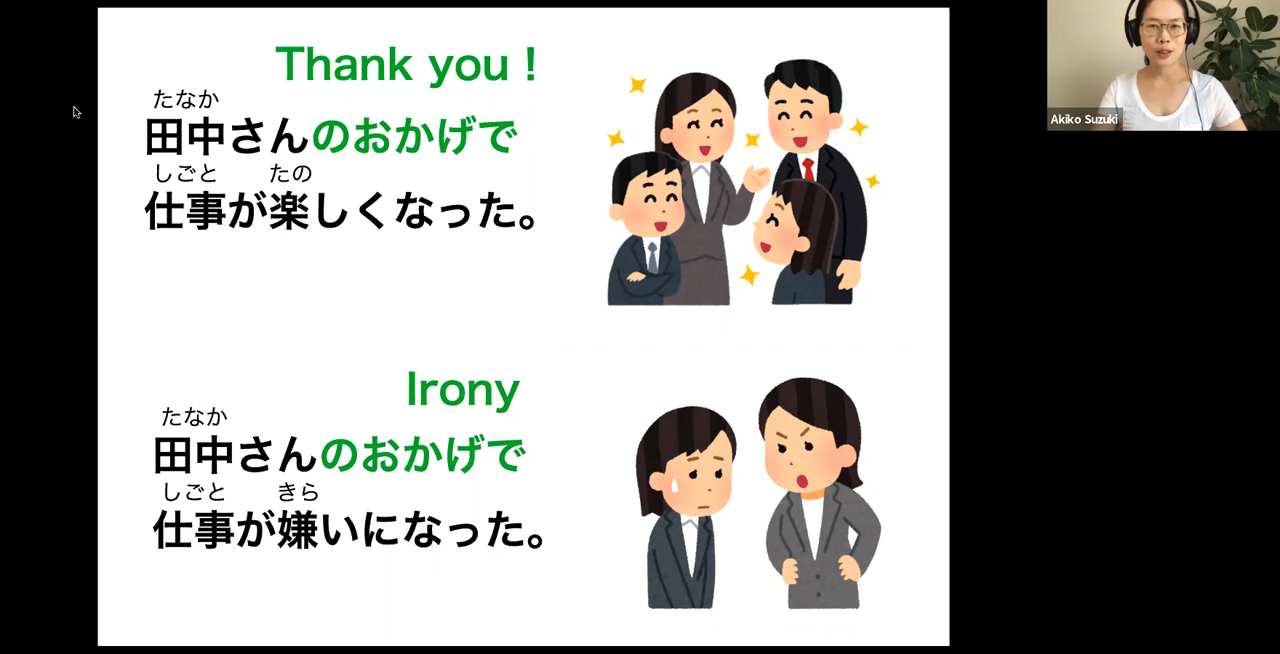 Thank you !
たなか
田中さんのおかげで
しごと たの
仕事が楽しくなった。
Irony
たなか
田中さんのおかげで
しごと きら
仕事が嫌いになった。
Akiko Suzuki